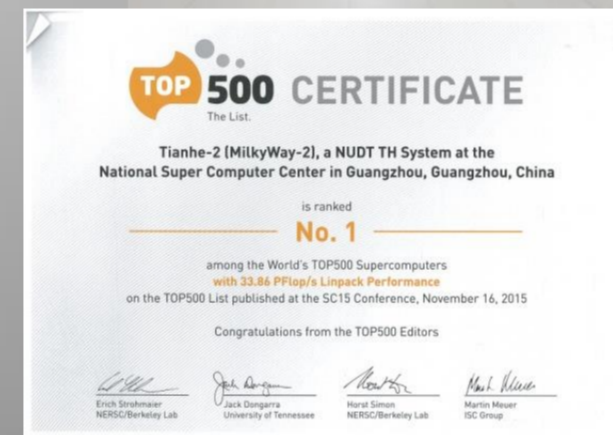 TOP 500 CERTIFICATE
The List.
Tianhe-2 (MilkyWay-2), a NUDT TH System at the
National Super Computer Center in Guangzhou, Guangzhou, China
is ranked
No. 1
among the World's TOP500 Supercomputers
with 33.86 PFlop/s Linpack Performance
on the TOP500 List published at the SC15 Conference, November 16, 2015
Congratulations from the TOP500 Editors
Erich Strohmaier
NERSC/Berkeley Lab
Jack Dongarra
University of Tennessee
Horst Simon
NERSC/Berkeley Lab
Martin Meuer
ISC Group